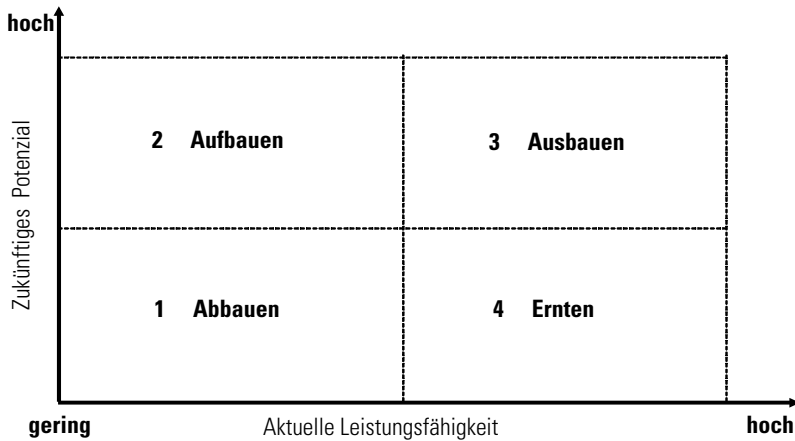 hoch
Zukünftiges Potenzial
2 Aufbauen
3 Ausbauen
1 Abbauen
4 Ernten
gering
Aktuelle Leistungsfähigkeit
hoch